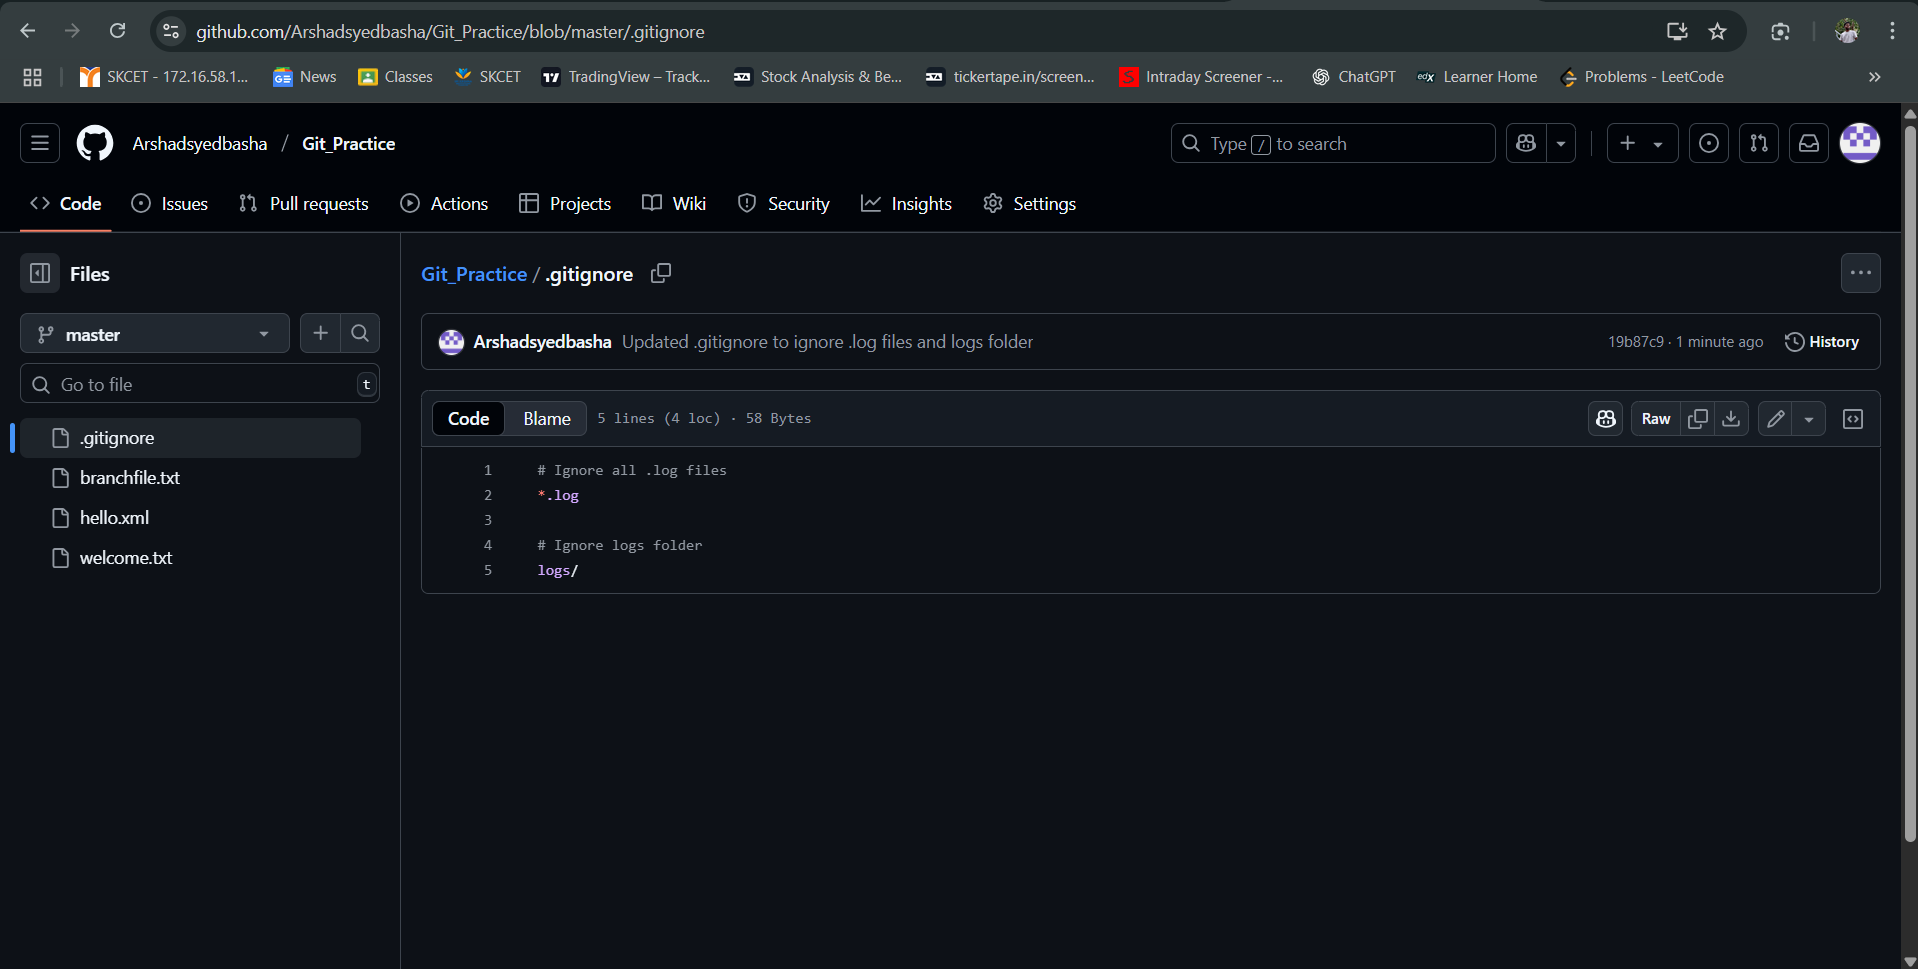 github.com/Arshadsyedbasha/Git_Practice/blob/master/.gitignore
SKCET - 172.16.58.1...
News
Classes
SKCET
TradingView – Track...
Stock Analysis & Be...
tickertape.in/screen...
Intraday Screener -...
ChatGPT
edX
Learner Home
Problems - LeetCode
Arshadsyedbasha / Git_Practice
Type / to search
Code
Issues
Pull requests
Actions
Projects
Wiki
Security
Insights
Settings
Files
master
Go to file
t
.gitignore
branchfile.txt
hello.xml
welcome.txt
Git_Practice / .gitignore
Arshadsyedbasha Updated .gitignore to ignore .log files and logs folder
19b87c9 · 1 minute ago
History
Code
Blame
5 lines (4 loc) · 58 Bytes
Raw
1 # Ignore all .log files
2 *.log
3
4 # Ignore logs folder
5 logs/